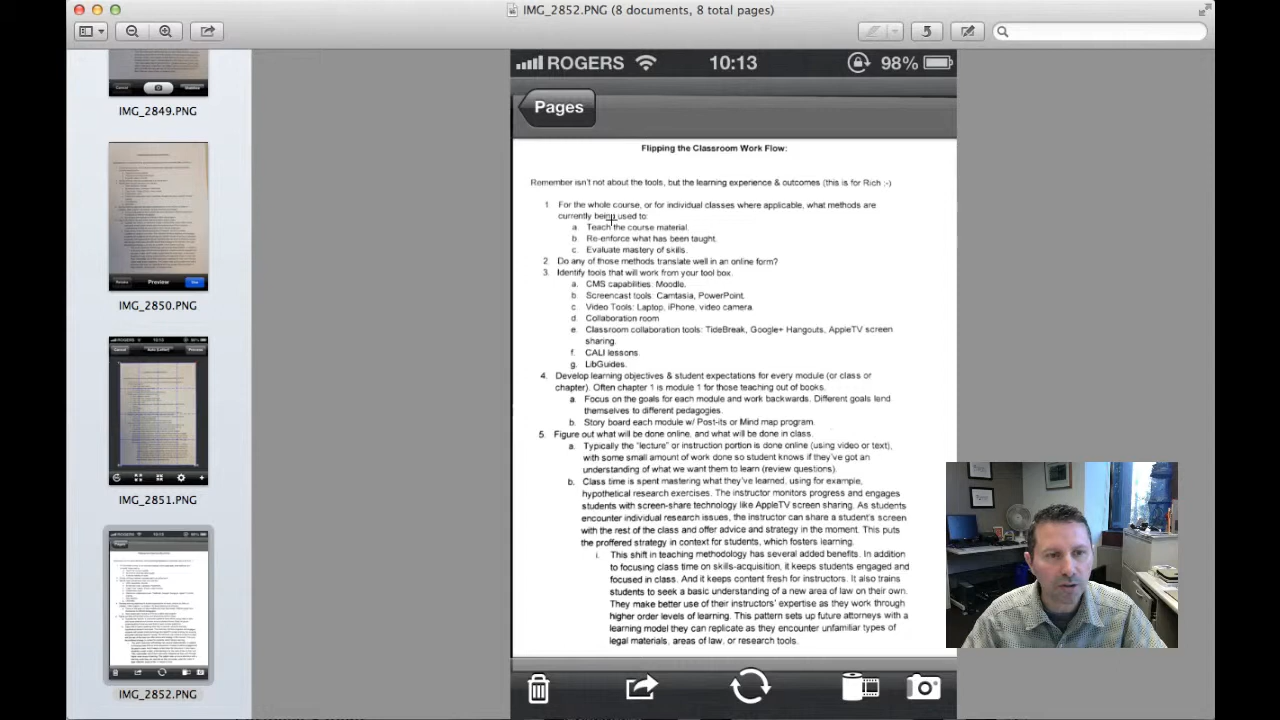 IMG_2852.PNG (8 documents, 8 total pages)
IMG_2849.PNG
IMG_2850.PNG
IMG_2851.PNG
IMG_2852.PNG
ROGERS 10:13 98%
Pages
Flipping the Classroom Work Flow:
Remember isn't not about the tools, but the learning experience & outcomes (this is for Rich ;-)
1. For the whole course, or for individual classes where applicable, what methods are
currently being used to:
a. Teach the course material.
b. Re-enforce what has been taught.
c. Evaluate mastery of skills.
2. Do any of those methods translate well in an online form?
3. Identify tools that will work from your tool box.
a. CMS capabilities: Moodle.
b. Screencast tools: Camtasia, PowerPoint.
c. Video Tools: Laptop, iPhone, video camera.
d. Collaboration room
e. Classroom collaboration tools: TideBreak, Google+ Hangouts, AppleTV screen
sharing.
f. CALI lessons.
g. LibGuides.
4. Develop learning objectives & student expectations for every module (or class or
chapter). Often chapter 1 is module 1 for those teaching out of books.
a. Focus on the goals for each module and work backwards. Different goals lend
themselves to different pedagogies.
b. Story board each module w/ Post-its or Mind map program.
5. Figure out what will be done online, and what will be done in class.
a. Typically the "lecture" or instruction portion is done online (using video or text),
with some small amount of work done so student knows if they've got an
understanding of what we want them to learn (review questions).
b. Class time is spent mastering what they've learned, using for example,
hypothetical research exercises. The instructor monitors progress and engages
students with screen-share technology like AppleTV screen sharing. As students
encounter individual research issues, the instructor can share a student's screen
with the rest of the class and offer advice and strategy in the moment. This puts
the proffered strategy in context for students, which fosters learning.
i. This shift in teaching methodology has several added benefits. In addition
to focusing class time on skills-acquisition, it keeps students engaged and
focused in class. And it keeps content fresh for instructors. It also trains
students to seek a basic understanding of a new area of law on their own.
They make better use of their instructors' expertise as they work through
higher order levels of learning. This pattern sets up future attorneys with a
learning model they can replicate as they encounter unfamiliar types of
legal materials, areas of law, or research tools.